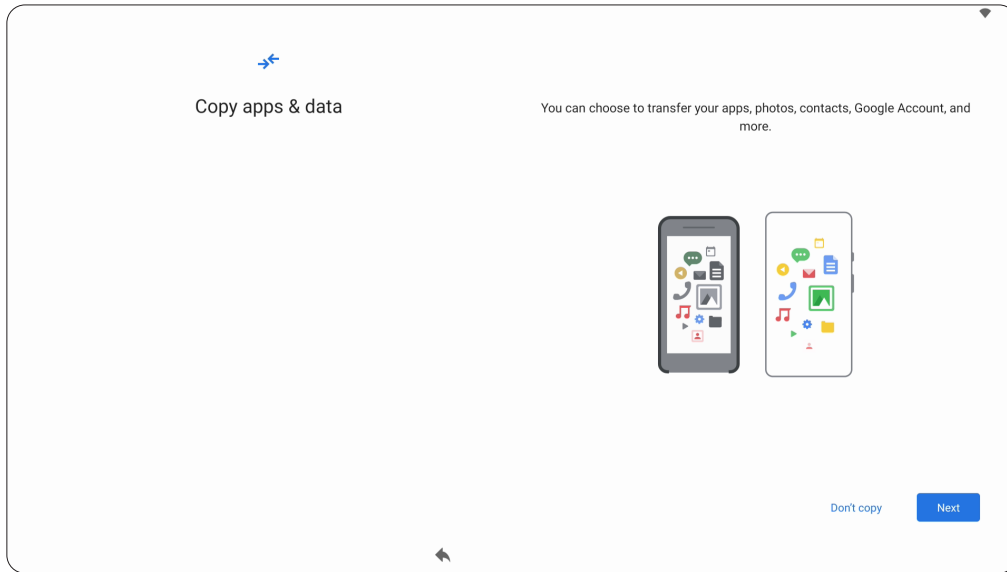 Copy apps & data
You can choose to transfer your apps, photos, contacts, Google Account, and
more.
Don't copy
Next